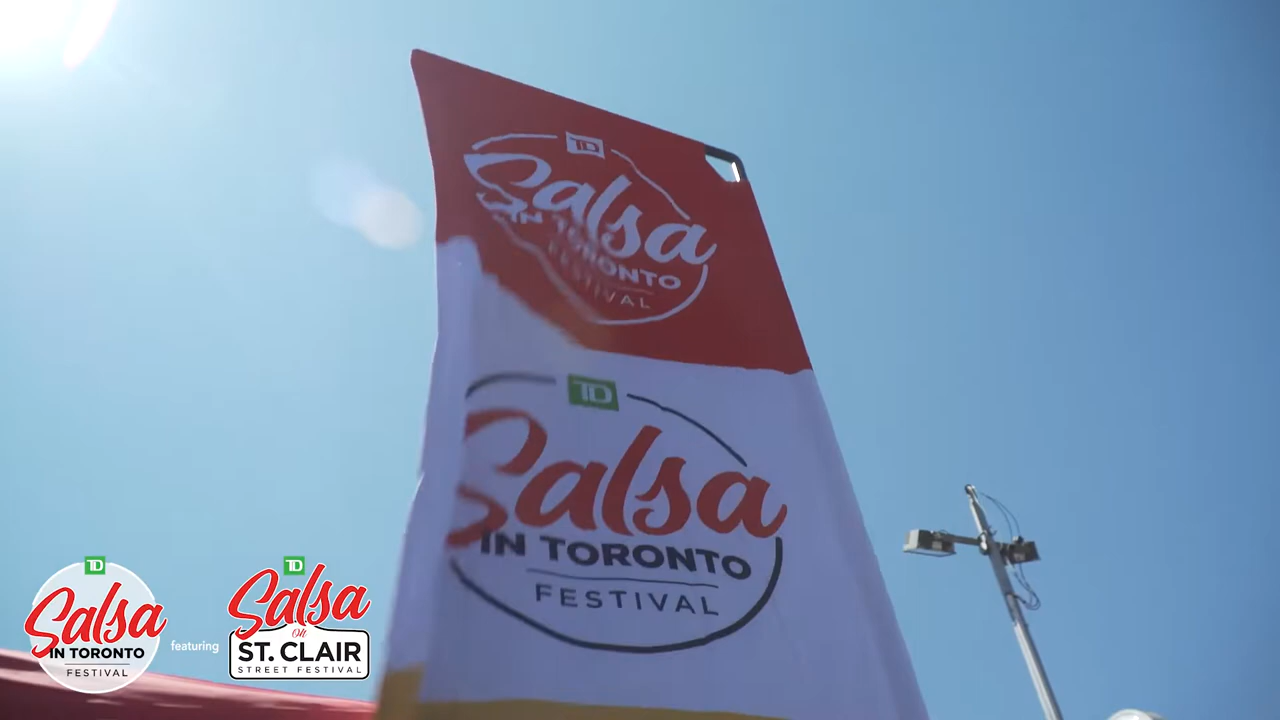 TD
Salsa
IN TORONTO
FESTIVAL
TD
Salsa
IN TORONTO
FESTIVAL
TD
Salsa
IN TORONTO
FESTIVAL
featuring
TD
Salsa
On
ST. CLAIR
STREET FESTIVAL